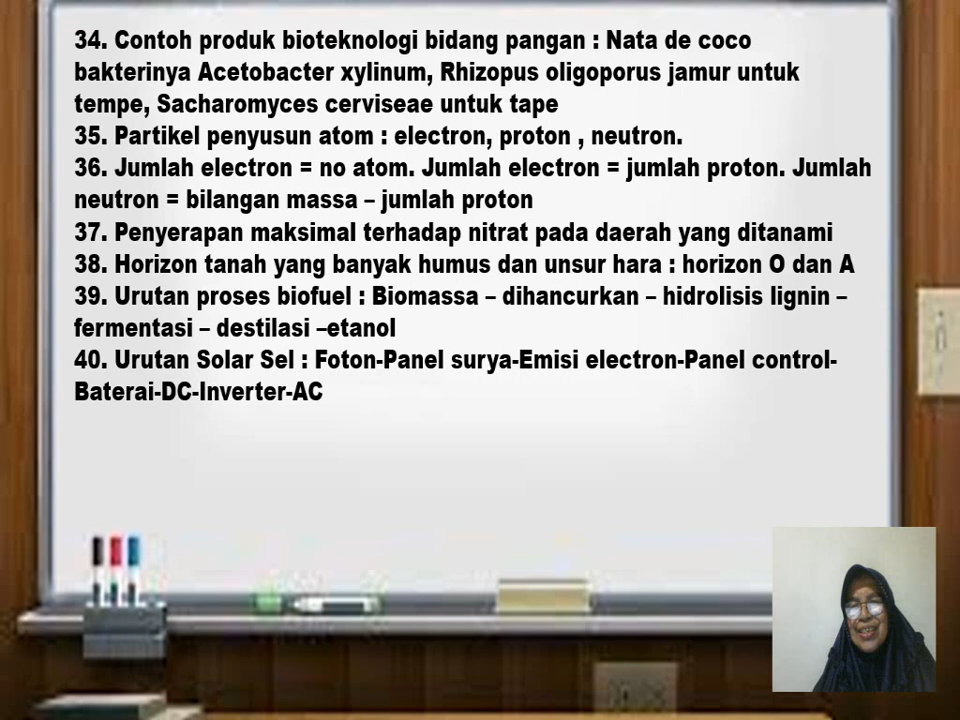 34. Contoh produk bioteknologi bidang pangan : Nata de coco
bakterinya Acetobacter xylinum, Rhizopus oligoporus jamur untuk
tempe, Sacharomyces cerviseae untuk tape
35. Partikel penyusun atom : electron, proton , neutron.
36. Jumlah electron = no atom. Jumlah electron = jumlah proton. Jumlah
neutron = bilangan massa – jumlah proton
37. Penyerapan maksimal terhadap nitrat pada daerah yang ditanami
38. Horizon tanah yang banyak humus dan unsur hara : horizon O dan A
39. Urutan proses biofuel : Biomassa – dihancurkan – hidrolisis lignin –
fermentasi – destilasi –etanol
40. Urutan Solar Sel : Foton-Panel surya-Emisi electron-Panel control-
Baterai-DC-Inverter-AC